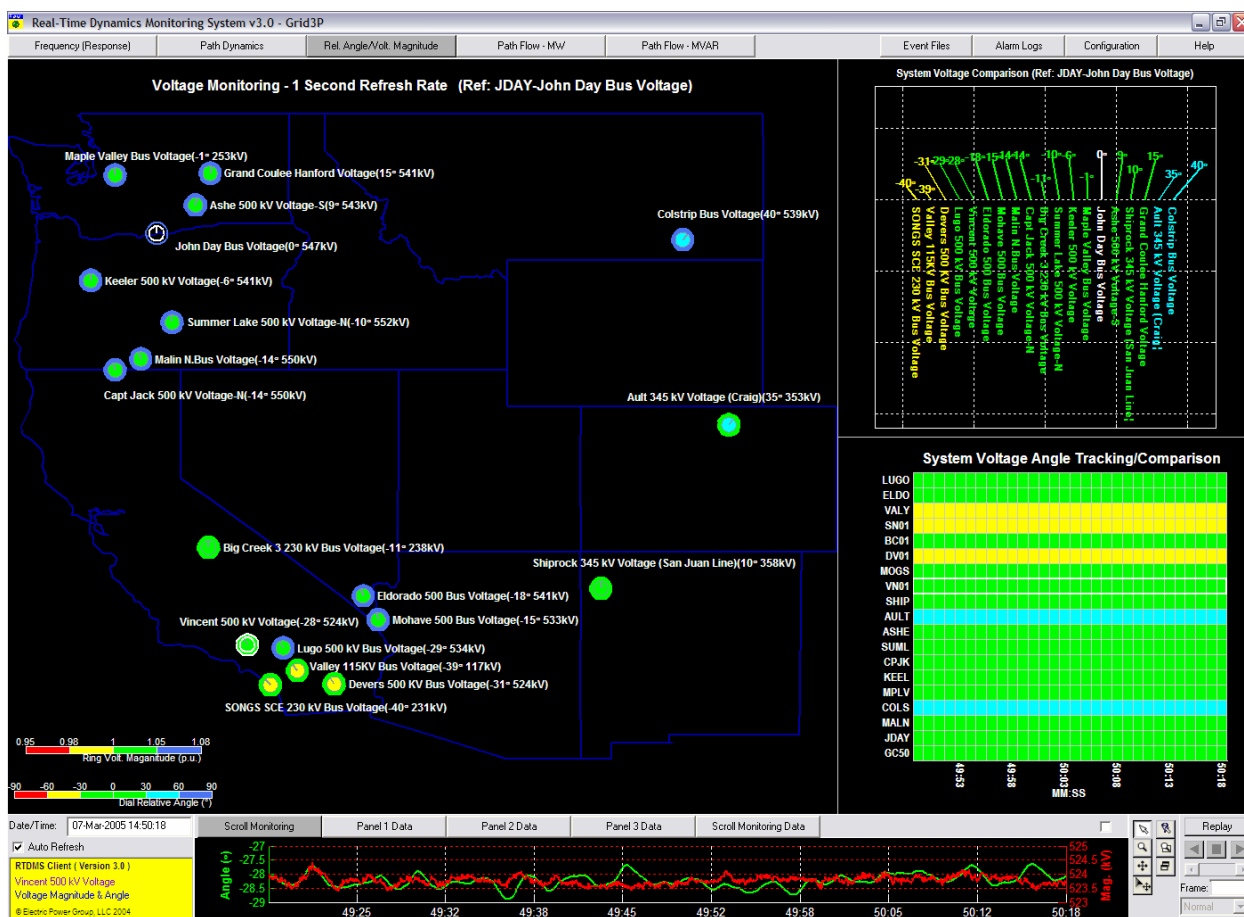 Real-Time Dynamics Monitoring System v3.0 - Grid3P
Frequency (Response) Path Dynamics Rel. Angle/Volt. Magnitude Path Flow - MW Path Flow - MVAR Event Files Alarm Logs Configuration Help
Voltage Monitoring - 1 Second Refresh Rate (Ref: JDAY-John Day Bus Voltage)
Maple Valley Bus Voltage(-1° 253kV)
Grand Coulee Hanford Voltage(15° 541kV)
Ashe 500 kV Voltage-S(9° 543kV)
John Day Bus Voltage(0° 547kV)
Colstrip Bus Voltage(40° 539kV)
Keeler 500 kV Voltage(-6° 541kV)
Summer Lake 500 kV Voltage-N(-10° 552kV)
Malin N.Bus Voltage(-14° 550kV)
Capt Jack 500 kV Voltage-N(-14° 550kV)
Ault 345 kV Voltage (Craig)(35° 353kV)
Big Creek 3 230 kV Bus Voltage(-11° 238kV)
Shiprock 345 kV Voltage (San Juan Line)(10° 358kV)
Eldorado 500 Bus Voltage(-18° 541kV)
Mohave 500 Bus Voltage(-15° 533kV)
Vincent 500 kV Voltage(-28° 524kV)
Lugo 500 kV Bus Voltage(-29° 534kV)
Valley 115KV Bus Voltage(-39° 117kV)
Devers 500 KV Bus Voltage(-31° 524kV)
SONGS SCE 230 kV Bus Voltage(-40° 231kV)
0.95 0.98 1 1.05 1.08
Ring Volt. Magantiude (p.u.)
-90 -60 -30 0 30 60 90
Dial Relative Angle (°)
System Voltage Comparison (Ref: JDAY-John Day Bus Voltage)
-40° -39° -31° -29° -28° -18° -15° -14° -14° -11° -10° -6° -1° 0° 9° 10° 15° 35° 40°
SONGS SCE 230 kV Bus Voltage
Valley 115KV Bus Voltage
Devers 500 KV Bus Voltage
Lugo 500 kV Bus Voltage
Vincent 500 kV Voltage
Eldorado 500 Bus Voltage
Mohave 500 Bus Voltage
Malin N.Bus Voltage
Capt Jack 500 kV Voltage-N
Big Creek 3 230 kV Bus Voltage
Summer Lake 500 kV Voltage-N
Keeler 500 kV Voltage
Maple Valley Bus Voltage
John Day Bus Voltage
Ashe 500 kV Voltage-S
Shiprock 345 kV Voltage (San Juan Line)
Grand Coulee Hanford Voltage
Ault 345 kV Voltage (Craig)
Colstrip Bus Voltage
System Voltage Angle Tracking/Comparison
LUGO
ELDO
VALY
SN01
BC01
DV01
MOGS
VN01
SHIP
AULT
ASHE
SUML
CPJK
KEEL
MPLV
COLS
MALN
JDAY
GC50
49:53 49:58 50:03 50:08 50:13 50:18
MM:SS
Date/Time: 07-Mar-2005 14:50:18
Scroll Monitoring Panel 1 Data Panel 2 Data Panel 3 Data Scroll Monitoring Data
Auto Refresh
RTDMS Client ( Version 3.0 )
Vincent 500 kV Voltage
Voltage Magnitude & Angle
© Electric Power Group, LLC 2004
Angle (°)
-27
-27.5
-28
-28.5
-29
525
524.5
524
523.5
523
Mag. (kV)
49:25 49:32 49:38 49:45 49:52 49:58 50:05 50:12 50:18
Replay
Frame:
Normal